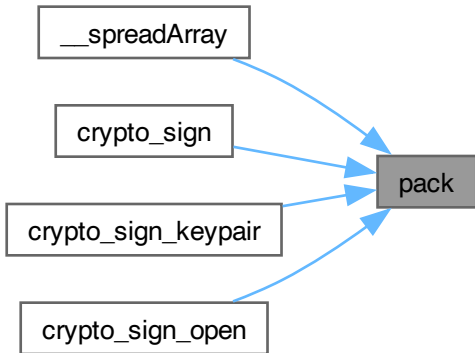 __spreadArray
crypto_sign
pack
crypto_sign_keypair
crypto_sign_open